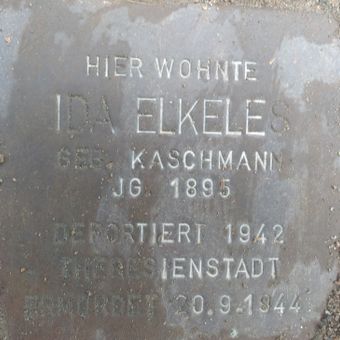 HIER WOHNTE
IDA ELKELES
GEB. KASCHMANN
JG. 1895
DEPORTIERT 1942
THERESIENSTADT
ERMORDET 20.9.1944